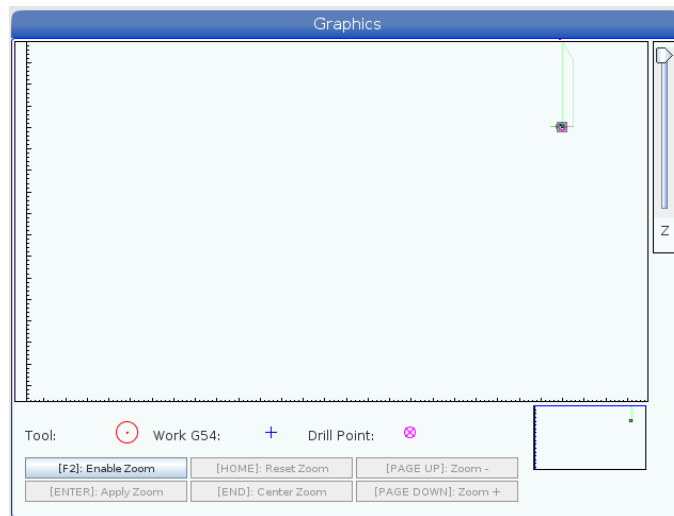 Graphics
Z
Tool: Work G54: Drill Point:
[F2]: Enable Zoom [HOME]: Reset Zoom [PAGE UP]: Zoom -
[ENTER]: Apply Zoom [END]: Center Zoom [PAGE DOWN]: Zoom +